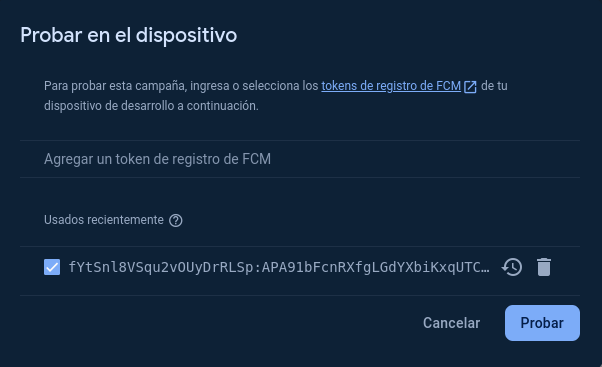 Probar en el dispositivo
Para probar esta campaña, ingresa o selecciona los tokens de registro de FCM de tu
dispositivo de desarrollo a continuación.
Agregar un token de registro de FCM
Usados recientemente
fYtSnl8VSqu2vOUyDrRLSp:APA91bFcnRXfgLGdYXbiKxqUTC…
Cancelar
Probar